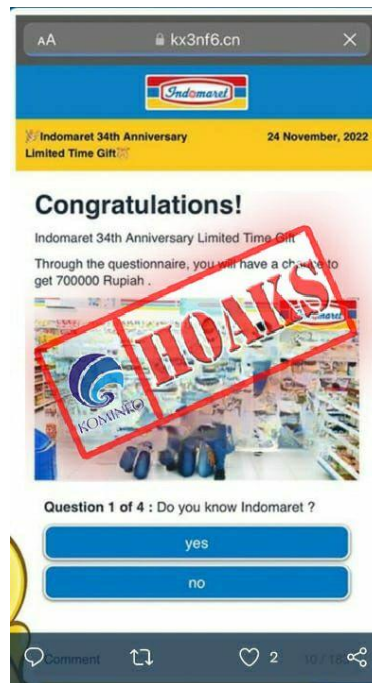 AA
kx3nf6.cn
Indomaret
Indomaret 34th Anniversary
Limited Time Gift
24 November, 2022
Congratulations!
Indomaret 34th Anniversary Limited Time Gift
Through the questionnaire, you will have a chance to
get 700000 Rupiah .
Indomaret
HOAKS
KOMINFO
Question 1 of 4 : Do you know Indomaret ?
yes
no
Comment
2